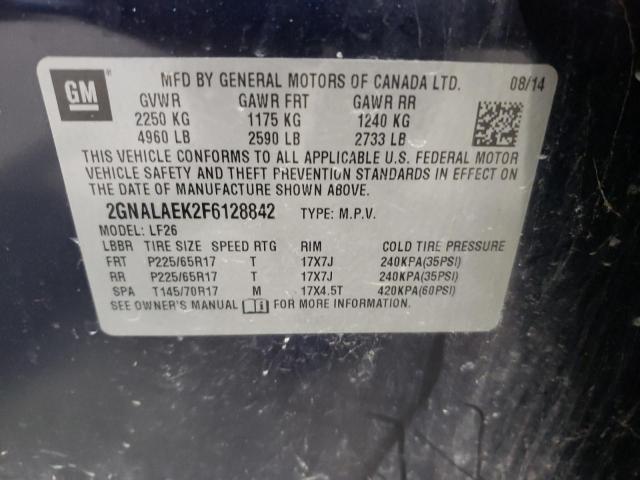 GM
MFD BY GENERAL MOTORS OF CANADA LTD. 08/14
GVWR GAWR FRT GAWR RR
2250 KG 1175 KG 1240 KG
4960 LB 2590 LB 2733 LB
THIS VEHICLE CONFORMS TO ALL APPLICABLE U.S. FEDERAL MOTOR
VEHICLE SAFETY AND THEFT PREVENTION STANDARDS IN EFFECT ON
THE DATE OF MANUFACTURE SHOWN ABOVE.
2GNALAEK2F6128842 TYPE: M.P.V.
MODEL: LF26
LBBR TIRE SIZE SPEED RTG RIM COLD TIRE PRESSURE
FRT P225/65R17 T 17X7J 240KPA(35PSI)
RR P225/65R17 T 17X7J 240KPA(35PSI)
SPA T145/70R17 M 17X4.5T 420KPA(60PSI)
SEE OWNER'S MANUAL FOR MORE INFORMATION.